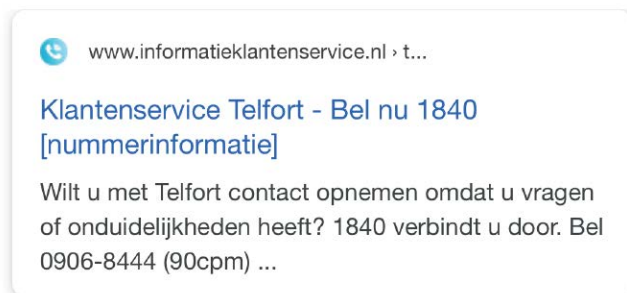 www.informatieklantenservice.nl › t...
Klantenservice Telfort - Bel nu 1840
[nummerinformatie]
Wilt u met Telfort contact opnemen omdat u vragen
of onduidelijkheden heeft? 1840 verbindt u door. Bel
0906-8444 (90cpm) ...